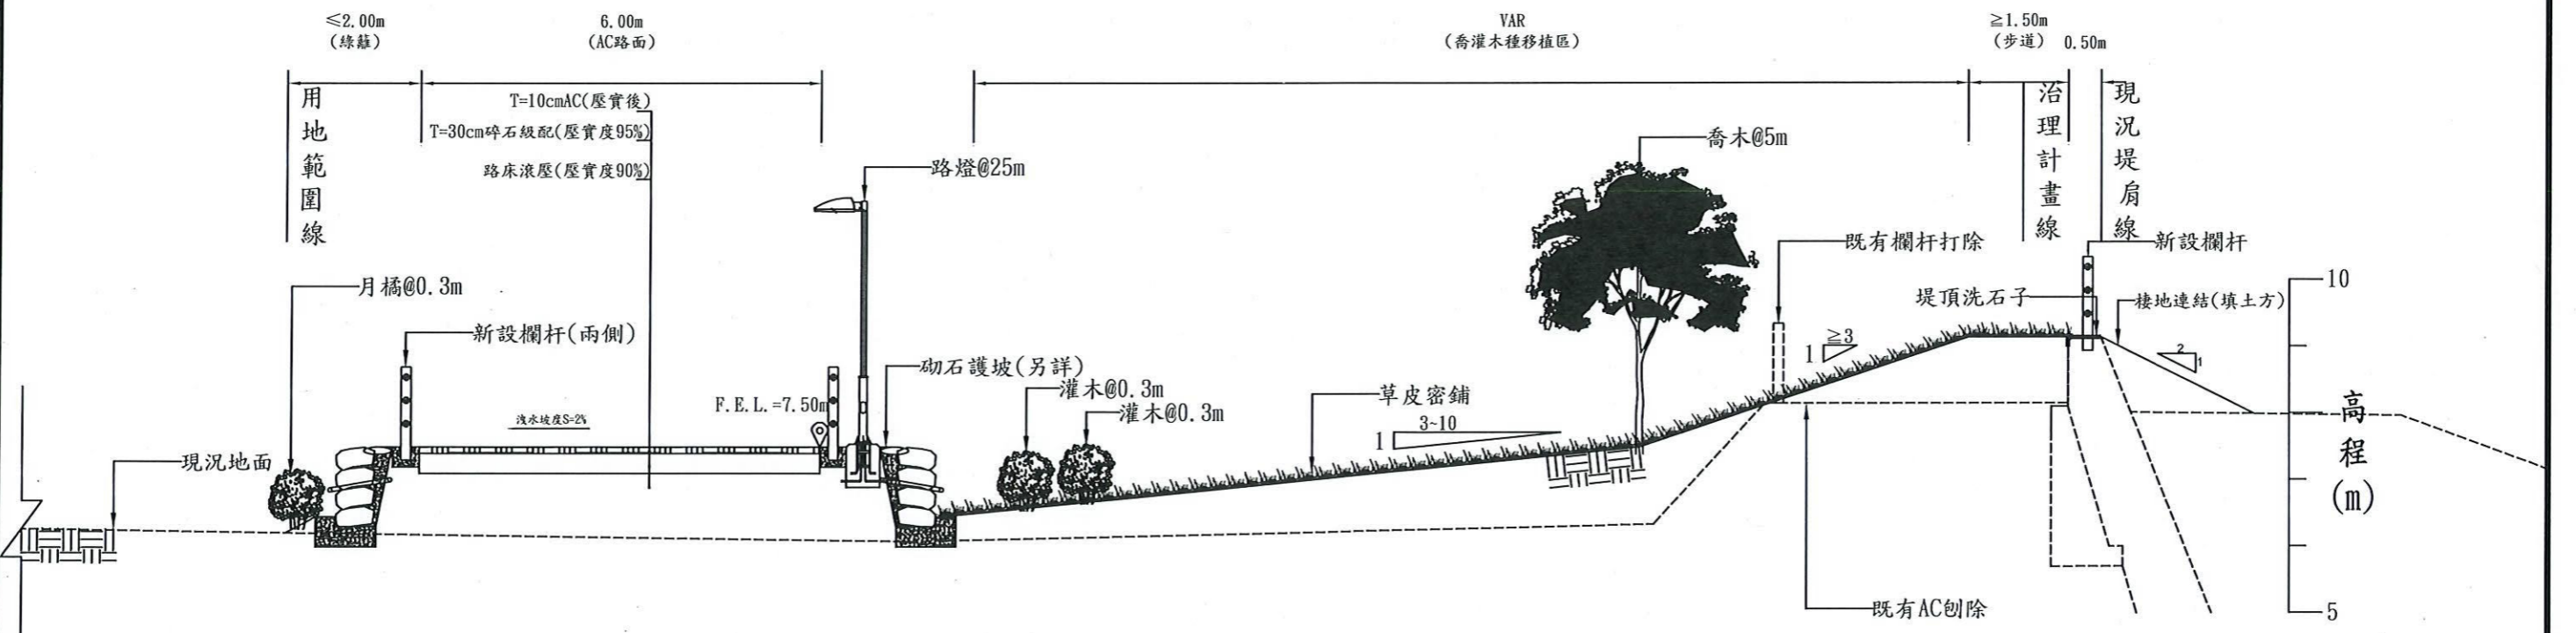 ≤2.00m
(綠籬)
6.00m
(AC路面)
VAR
(喬灌木種移植區)
≧1.50m
(步道)
0.50m
用地範圍線
T=10cmAC(壓實後)
T=30cm碎石級配(壓實度95%)
路床滾壓(壓實度90%)
路燈@25m
喬木@5m
治理計畫線
現況堤肩線
既有欄杆打除
新設欄杆
月橘@0.3m
新設欄杆(兩側)
堤頂洗石子
棲地連結(填土方)
10
≧3
1
2
1
砌石護坡(另詳)
灌木@0.3m
灌木@0.3m
F.E.L.=7.50m
洩水坡度S=2%
草皮密鋪
3~10
1
高程(m)
現況地面
既有AC刨除
5